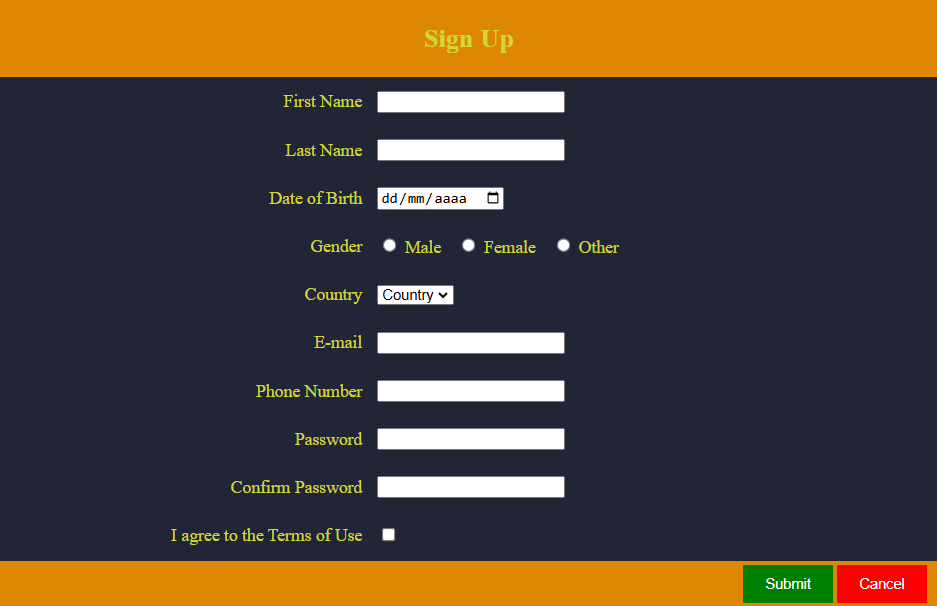 Sign Up
First Name
Last Name
Date of Birth dd/mm/aaaa
Gender Male Female Other
Country Country
E-mail
Phone Number
Password
Confirm Password
I agree to the Terms of Use
Submit Cancel